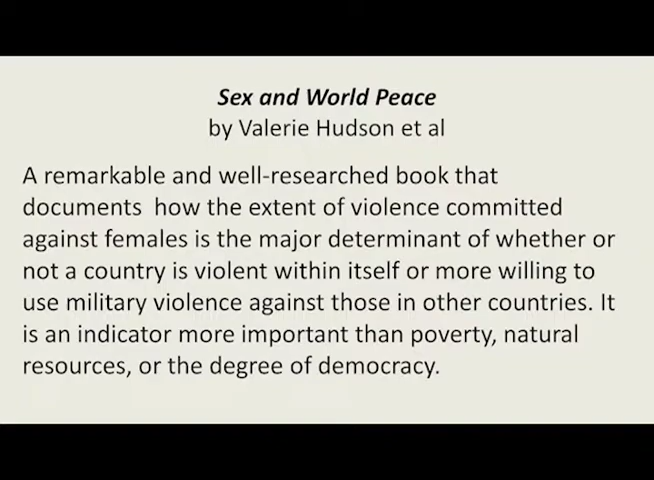 Sex and World Peace
by Valerie Hudson et al
A remarkable and well-researched book that
documents  how the extent of violence committed
against females is the major determinant of whether or
not a country is violent within itself or more willing to
use military violence against those in other countries. It
is an indicator more important than poverty, natural
resources, or the degree of democracy.